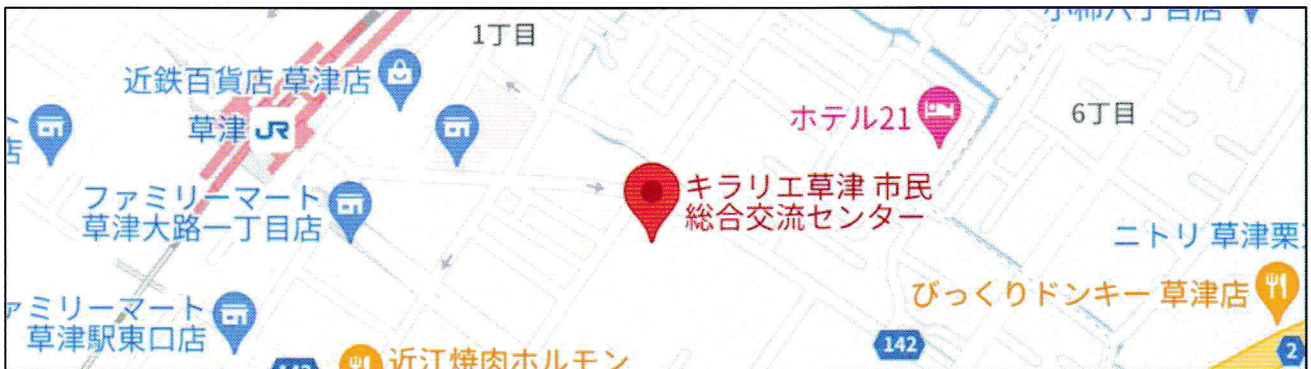 1丁目
近鉄百貨店 草津店
草津 JR
店
ホテル21
6丁目
ファミリーマート
草津大路一丁目店
キラリエ草津 市民
総合交流センター
ニトリ 草津栗
びっくりドンキー 草津店
ァミリーマート
草津駅東口店
142
2
近江焼肉ホルモン